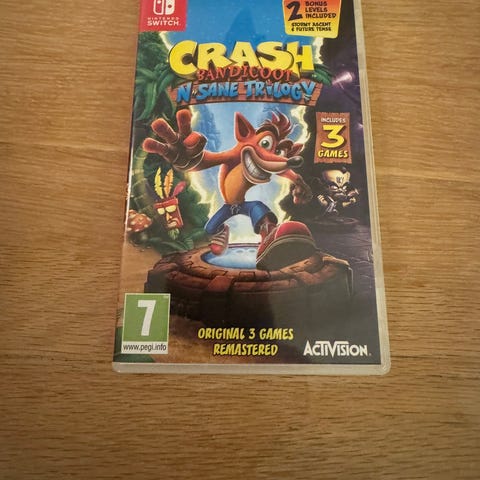 NINTENDO
SWITCH
2 BONUS
LEVELS
INCLUDED
STORMY ASCENT
& FUTURE TENSE
CRASH
BANDICOOT
N. SANE TRILOGY
INCLUDES
3
GAMES
7
www.pegi.info
ORIGINAL 3 GAMES
REMASTERED
ACTIVISION